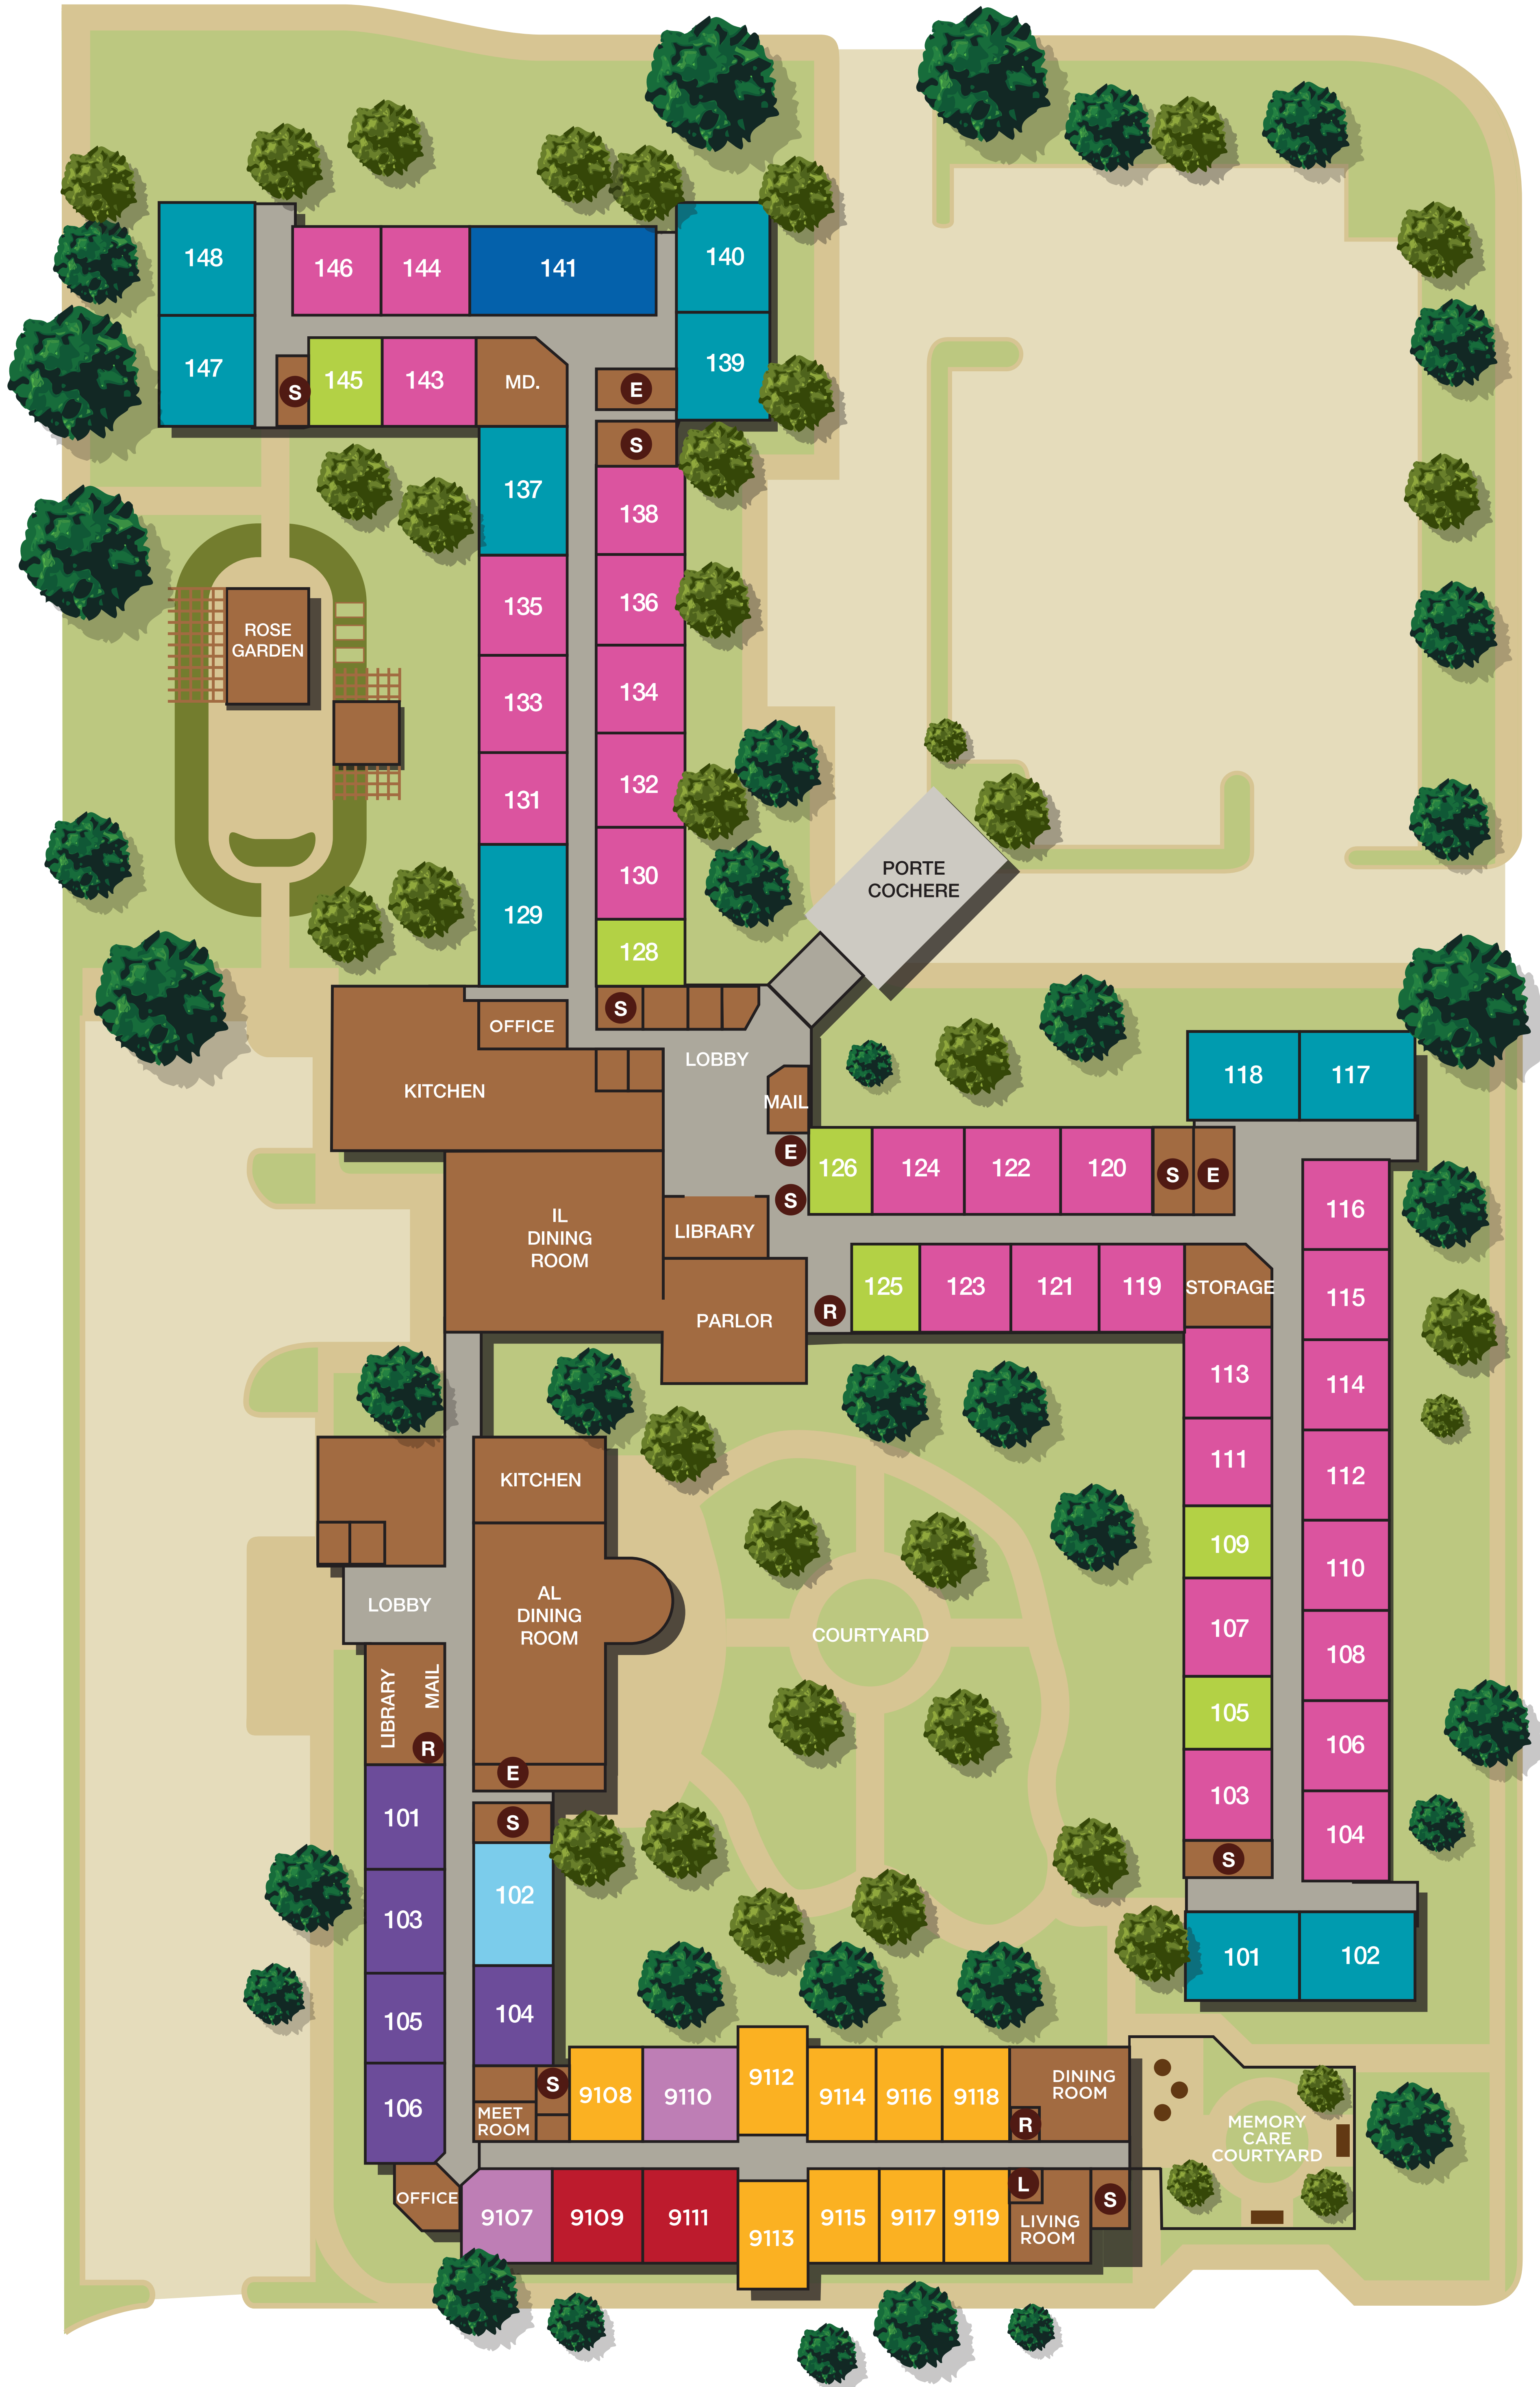 148
146
144
141
140
147
S
145
143
MD.
E
139
S
137
138
135
136
ROSE
GARDEN
133
134
131
132
130
129
128
PORTE
COCHERE
OFFICE
S
LOBBY
KITCHEN
MAIL
E
S
126
124
122
120
S
E
118
117
116
IL
DINING
ROOM
LIBRARY
PARLOR
R
125
123
121
119
STORAGE
115
113
114
111
112
109
110
107
108
105
106
103
104
S
101
102
KITCHEN
AL
DINING
ROOM
LOBBY
COURTYARD
LIBRARY
MAIL
R
E
S
101
102
103
104
105
106
MEET
ROOM
S
9108
9110
9112
9114
9116
9118
DINING
ROOM
R
MEMORY
CARE
COURTYARD
OFFICE
9107
9109
9111
9113
9115
9117
9119
L
LIVING
ROOM
S